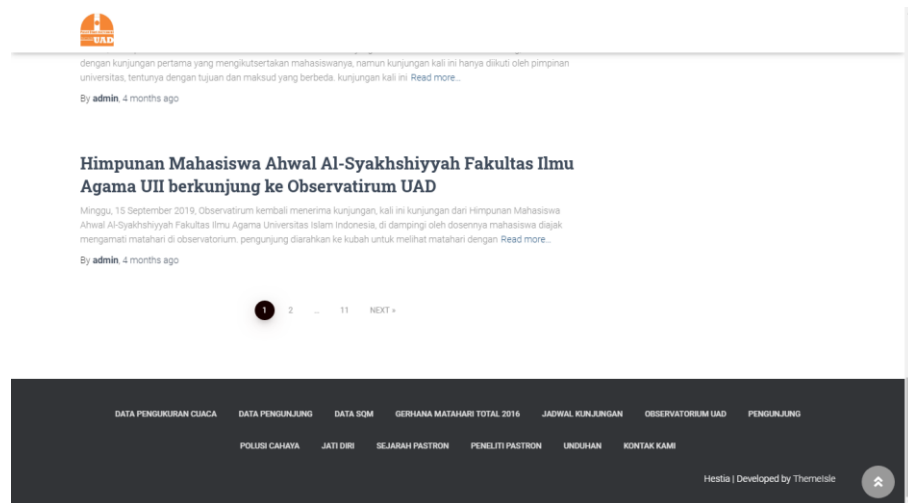 UAD
dengan kunjungan pertama yang mengikutsertakan mahasiswanya, namun kunjungan kali ini hanya diikuti oleh pimpinan
universitas, tentunya dengan tujuan dan maksud yang berbeda. kunjungan kali ini Read more…
By admin, 4 months ago
Himpunan Mahasiswa Ahwal Al-Syakhshiyyah Fakultas Ilmu
Agama UII berkunjung ke Observatirum UAD
Minggu, 15 September 2019, Observatirum kembali menerima kunjungan, kali ini kunjungan dari Himpunan Mahasiswa
Ahwal Al-Syakhshiyyah Fakultas Ilmu Agama Universitas Islam Indonesia, di dampingi oleh dosennya mahasiswa diajak
mengamati matahari di observatorium. pengunjung diarahkan ke kubah untuk melihat matahari dengan Read more…
By admin, 4 months ago
1 2 … 11 NEXT »
DATA PENGUKURAN CUACA DATA PENGUNJUNG DATA SQM GERHANA MATAHARI TOTAL 2016 JADWAL KUNJUNGAN OBSERVATORIUM UAD PENGUNJUNG
POLUSI CAHAYA JATI DIRI SEJARAH PASTRON PENELITI PASTRON UNDUHAN KONTAK KAMI
Hestia | Developed by ThemeIsle